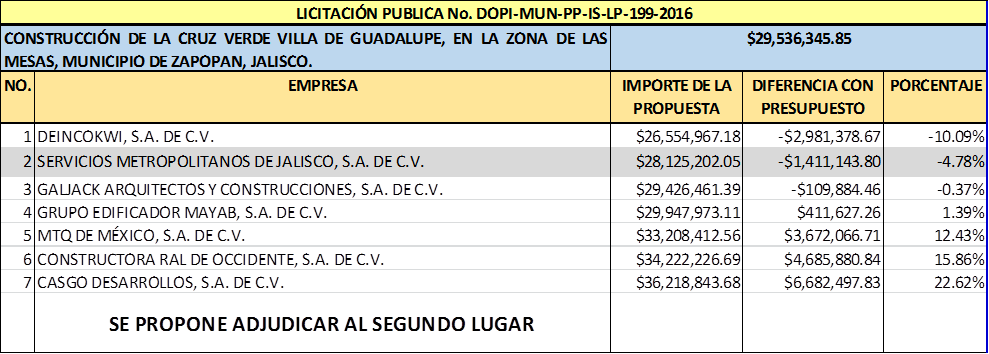 LICITACIÓN PUBLICA No. DOPI-MUN-PP-IS-LP-199-2016
CONSTRUCCIÓN DE LA CRUZ VERDE VILLA DE GUADALUPE, EN LA ZONA DE LAS $29,536,345.85
MESAS, MUNICIPIO DE ZAPOPAN, JALISCO.
NO. EMPRESA IMPORTE DE LA DIFERENCIA CON PORCENTAJE
PROPUESTA PRESUPUESTO
1 DEINCOKWI, S.A. DE C.V. $26,554,967.18 -$2,981,378.67 -10.09%
2 SERVICIOS METROPOLITANOS DE JALISCO, S.A. DE C.V. $28,125,202.05 -$1,411,143.80 -4.78%
3 GALJACK ARQUITECTOS Y CONSTRUCCIONES, S.A. DE C.V. $29,426,461.39 -$109,884.46 -0.37%
4 GRUPO EDIFICADOR MAYAB, S.A. DE C.V. $29,947,973.11 $411,627.26 1.39%
5 MTQ DE MÉXICO, S.A. DE C.V. $33,208,412.56 $3,672,066.71 12.43%
6 CONSTRUCTORA RAL DE OCCIDENTE, S.A. DE C.V. $34,222,226.69 $4,685,880.84 15.86%
7 CASGO DESARROLLOS, S.A. DE C.V. $36,218,843.68 $6,682,497.83 22.62%
SE PROPONE ADJUDICAR AL SEGUNDO LUGAR